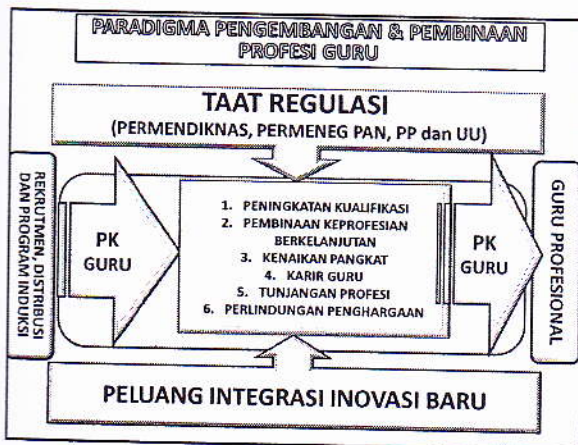 PARADIGMA PENGEMBANGAN & PEMBINAAN
PROFESI GURU
TAAT REGULASI
(PERMENDIKNAS, PERMENEG PAN, PP dan UU)
REKRUTMEN, DISTRIBUSI
DAN PROGRAM INDUKSI
PK
GURU
1. PENINGKATAN KUALIFIKASI
2. PEMBINAAN KEPROFESIAN
BERKELANJUTAN
3. KENAIKAN PANGKAT
4. KARIR GURU
5. TUNJANGAN PROFESI
6. PERLINDUNGAN PENGHARGAAN
PK
GURU
GURU PROFESIONAL
PELUANG INTEGRASI INOVASI BARU